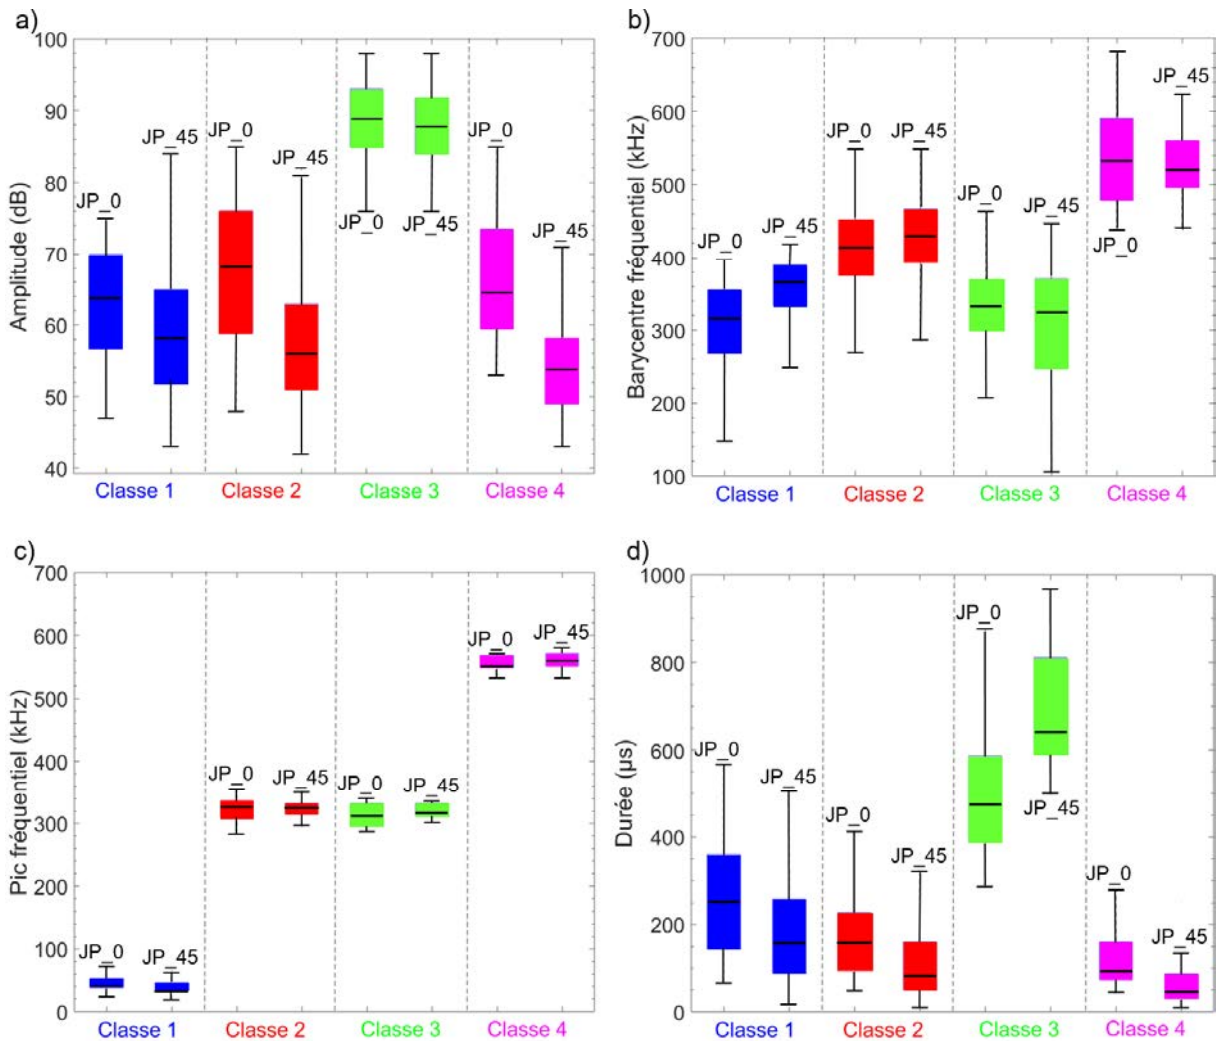 a)
Amplitude (dB)
100
90
80
70
60
50
40
JP_0
JP_45
JP_0
JP_45
JP_0
JP_45
JP_0
JP_45
Classe 1
Classe 2
Classe 3
Classe 4
b)
Barycentre fréquentiel (kHz)
700
600
500
400
300
200
100
JP_0
JP_45
JP_0
JP_45
JP_0
JP_45
JP_0
JP_45
Classe 1
Classe 2
Classe 3
Classe 4
c)
Pic fréquentiel (kHz)
700
600
500
400
300
200
100
0
JP_0
JP_45
JP_0
JP_45
JP_0
JP_45
JP_0
JP_45
Classe 1
Classe 2
Classe 3
Classe 4
d)
Durée (µs)
1000
800
600
400
200
0
JP_0
JP_45
JP_0
JP_45
JP_0
JP_45
JP_0
JP_45
Classe 1
Classe 2
Classe 3
Classe 4